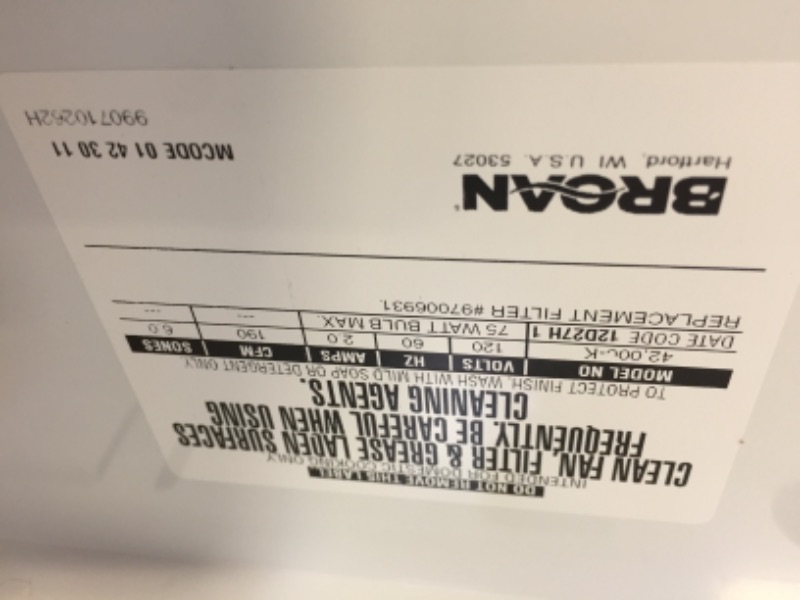 DO NOT REMOVE THIS LABEL
INTENDED FOR DOMESTIC COOKING ONLY
CLEAN FAN, FILTER & GREASE LADEN SURFACES
FREQUENTLY. BE CAREFUL WHEN USING
CLEANING AGENTS.
TO PROTECT FINISH, WASH WITH MILD SOAP OR DETERGENT ONLY
MODEL NO VOLTS HZ AMPS CFM SONES
120 60 2.0 190 6.0
DATE CODE 12D27H 1 75 WATT BULB MAX. --- ---
REPLACEMENT FILTER #97006931.
BROAN
Hartford, WI U.S.A. 53027
MCODE 01 42 30 11
990710262H